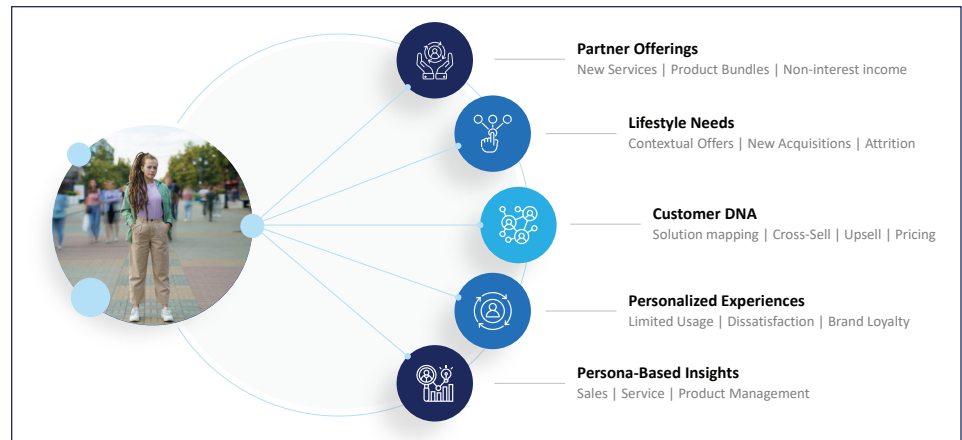 Partner Offerings
New Services | Product Bundles | Non-interest income
Lifestyle Needs
Contextual Offers | New Acquisitions | Attrition
Customer DNA
Solution mapping | Cross-Sell | Upsell | Pricing
Personalized Experiences
Limited Usage | Dissatisfaction | Brand Loyalty
Persona-Based Insights
Sales | Service | Product Management